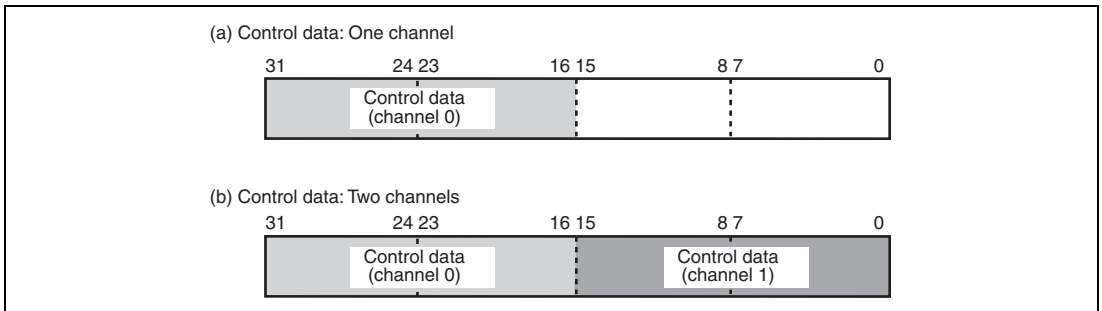 (a) Control data: One channel
31 24 23 16 15 8 7 0
Control data
(channel 0)
(b) Control data: Two channels
31 24 23 16 15 8 7 0
Control data Control data
(channel 0) (channel 1)